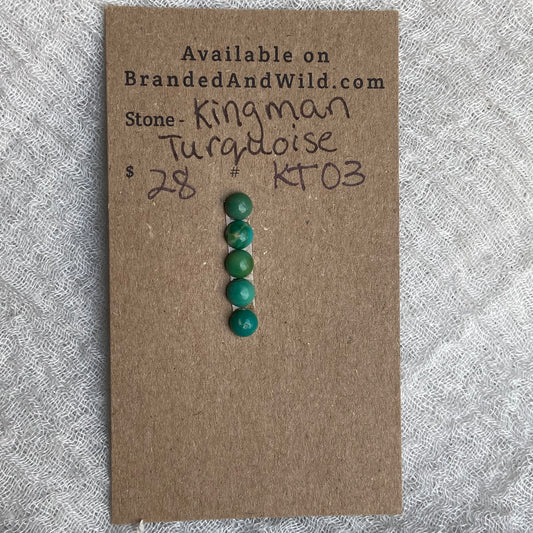 Available on
BrandedAndWild.com
Stone - Kingman
Turquoise
$ 28 # KT03